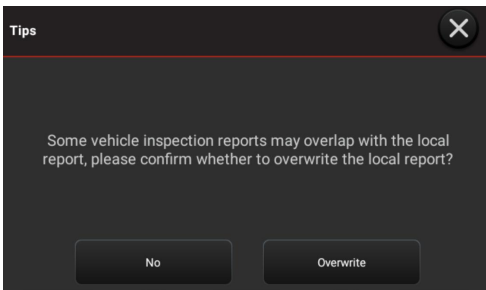 Tips
Some vehicle inspection reports may overlap with the local
report, please confirm whether to overwrite the local report?
No
Overwrite